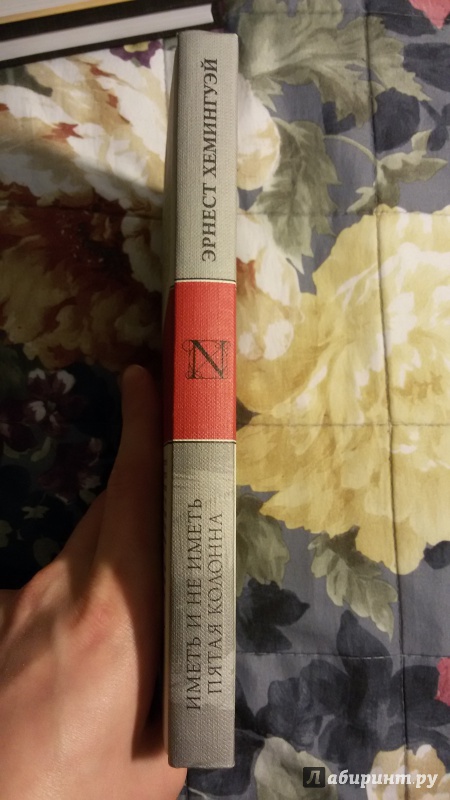 ЭРНЕСТ ХЕМИНГУЭЙ
N
ИМЕТЬ И НЕ ИМЕТЬ
ПЯТАЯ КОЛОННА
Лабиринт.ру